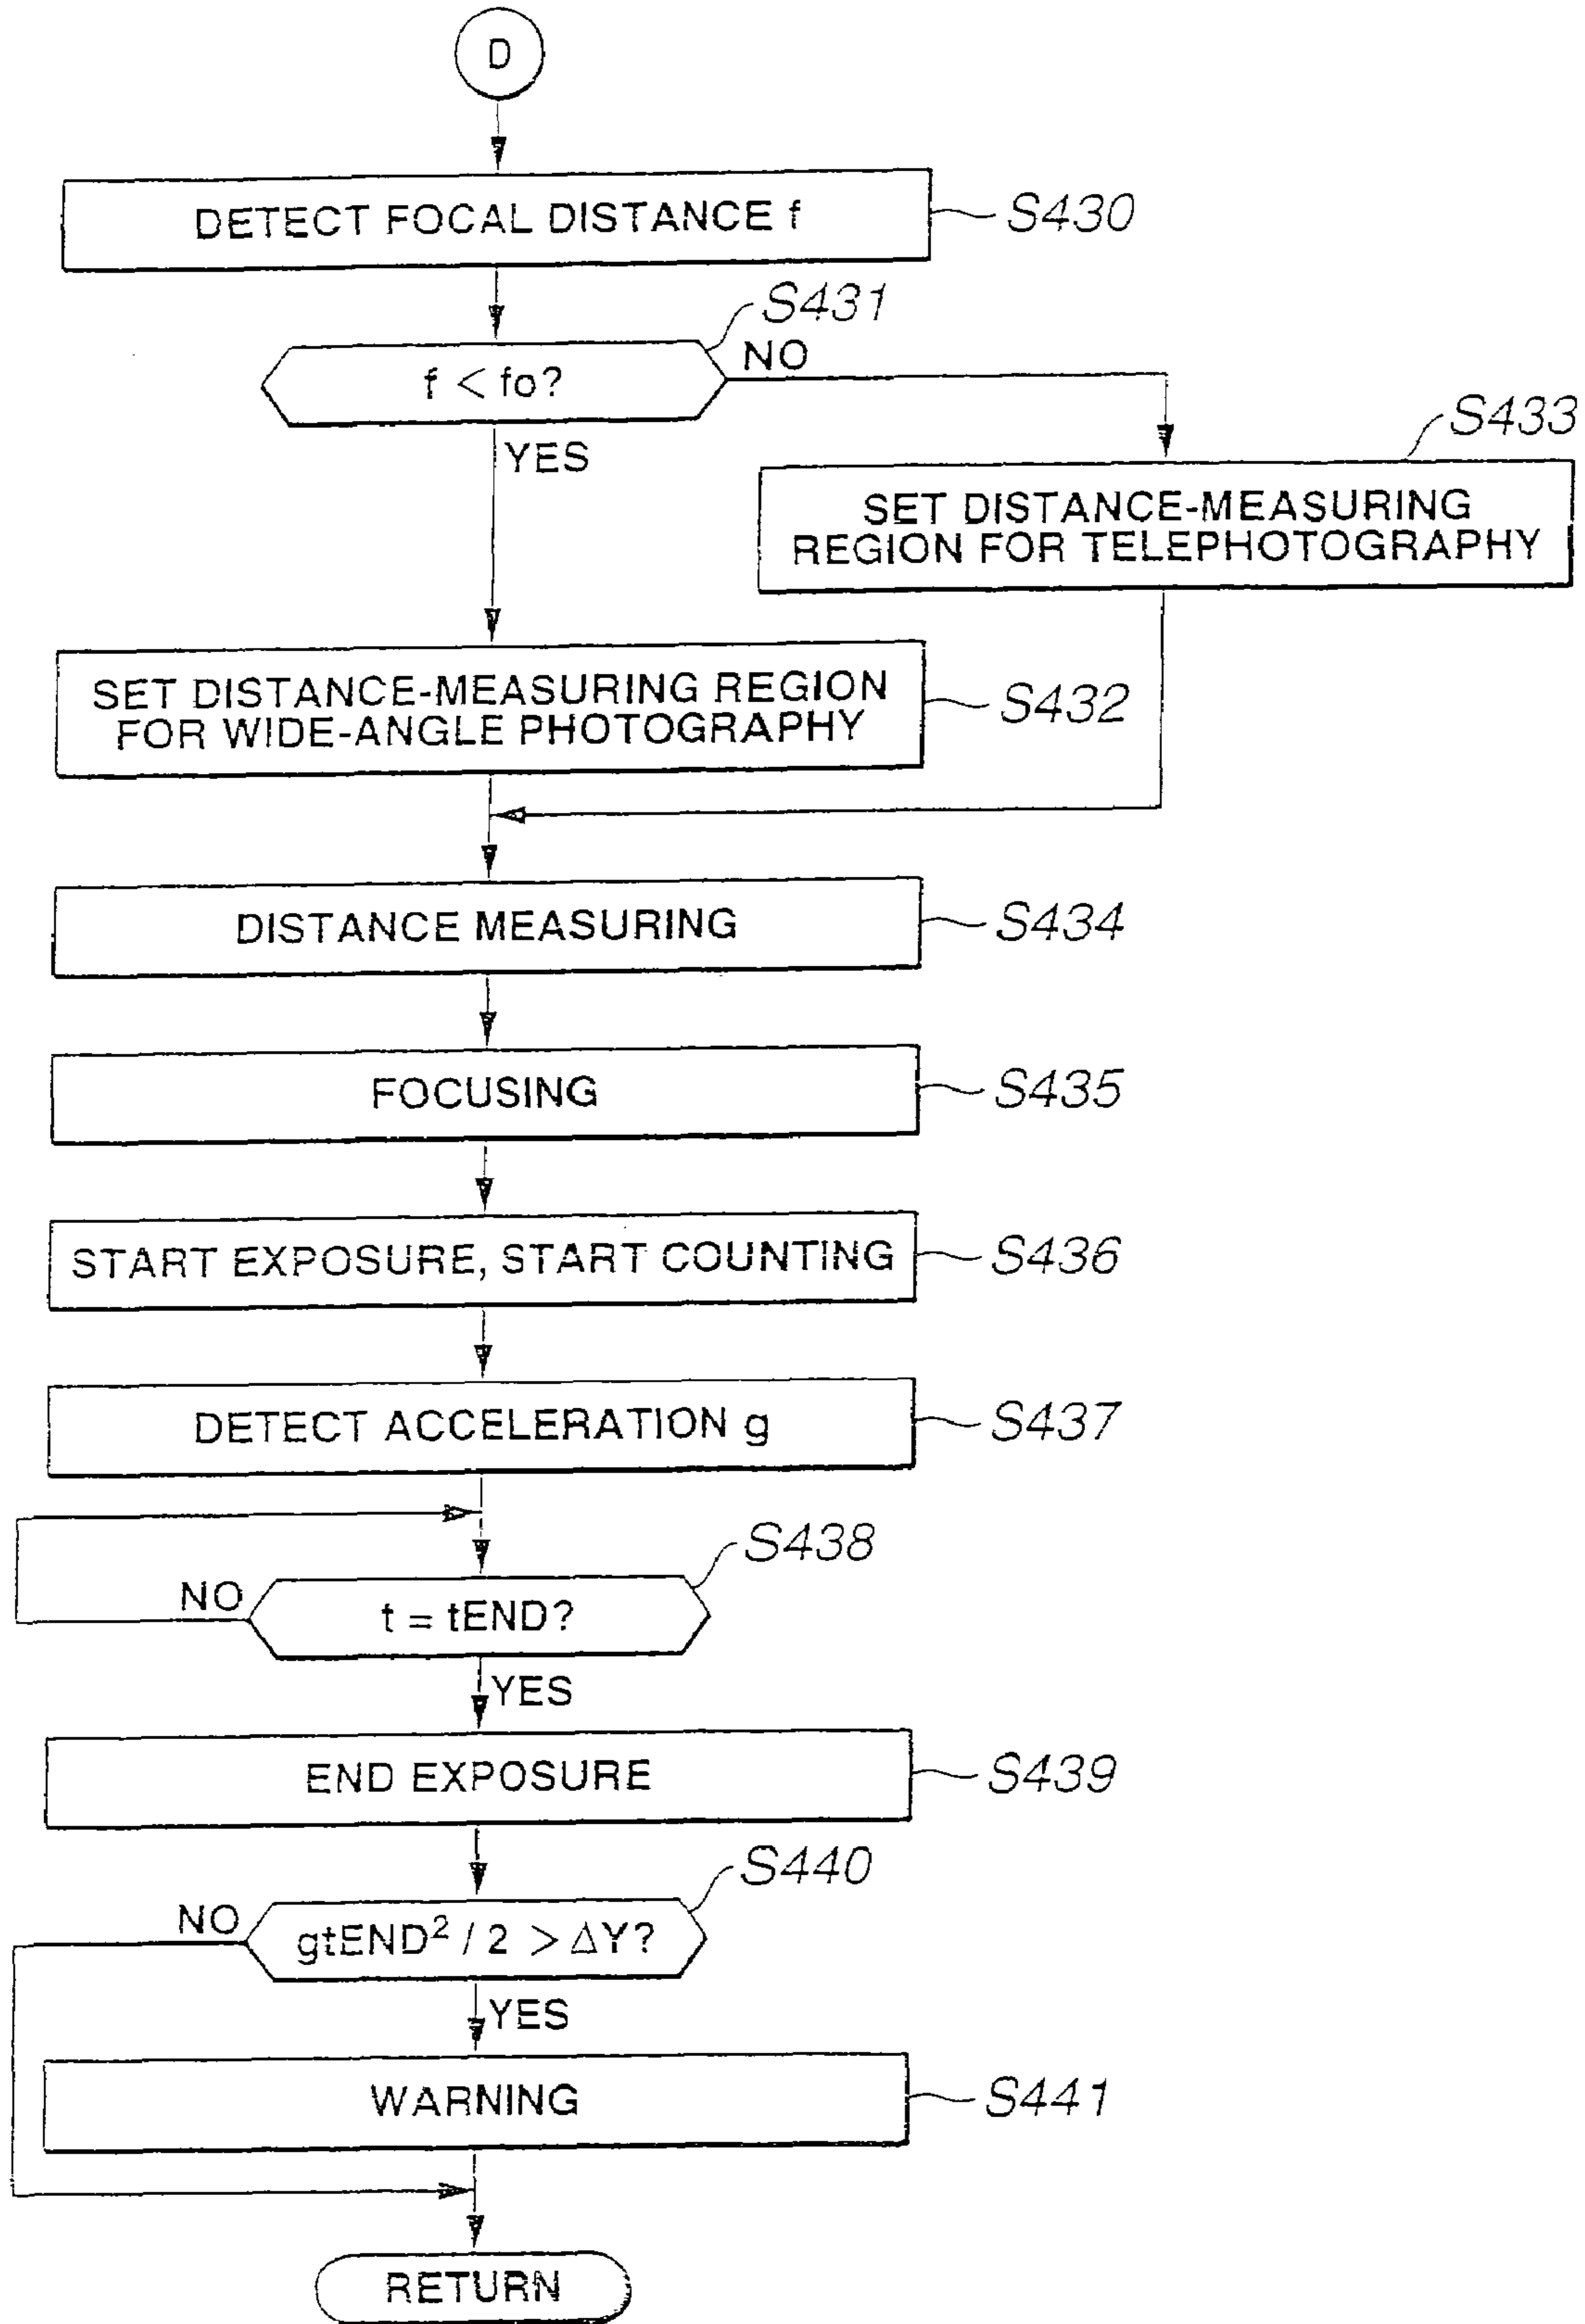 D
DETECT FOCAL DISTANCE f
S430
S431
f < fo?
NO
YES
S433
SET DISTANCE-MEASURING
REGION FOR TELEPHOTOGRAPHY
SET DISTANCE-MEASURING REGION
FOR WIDE-ANGLE PHOTOGRAPHY
S432
DISTANCE MEASURING
S434
FOCUSING
S435
START EXPOSURE, START COUNTING
S436
DETECT ACCELERATION g
S437
S438
NO
t = tEND?
YES
END EXPOSURE
S439
S440
NO
gtEND² / 2 > ΔY?
YES
WARNING
S441
RETURN